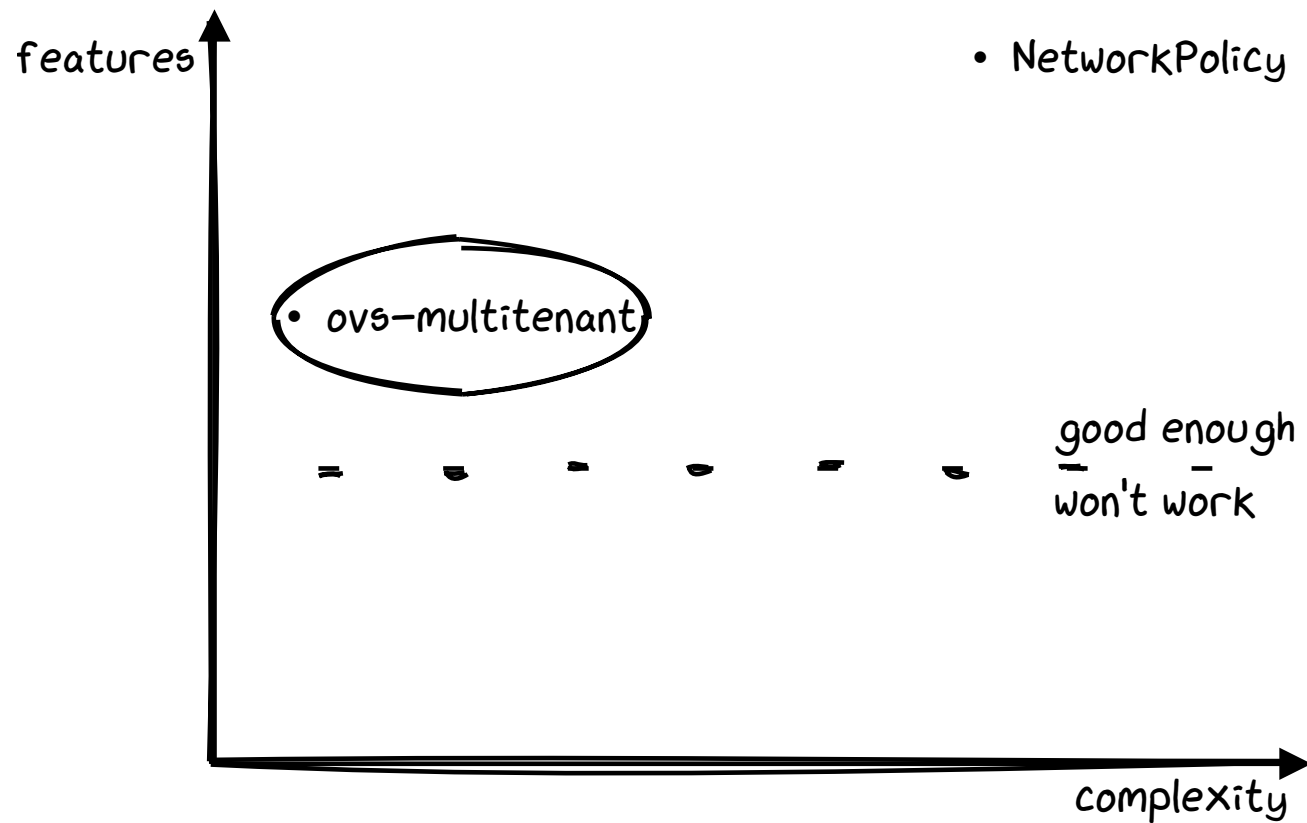 features
• NetworkPolicy
• ovs-multitenant
good enough
won't work
complexity